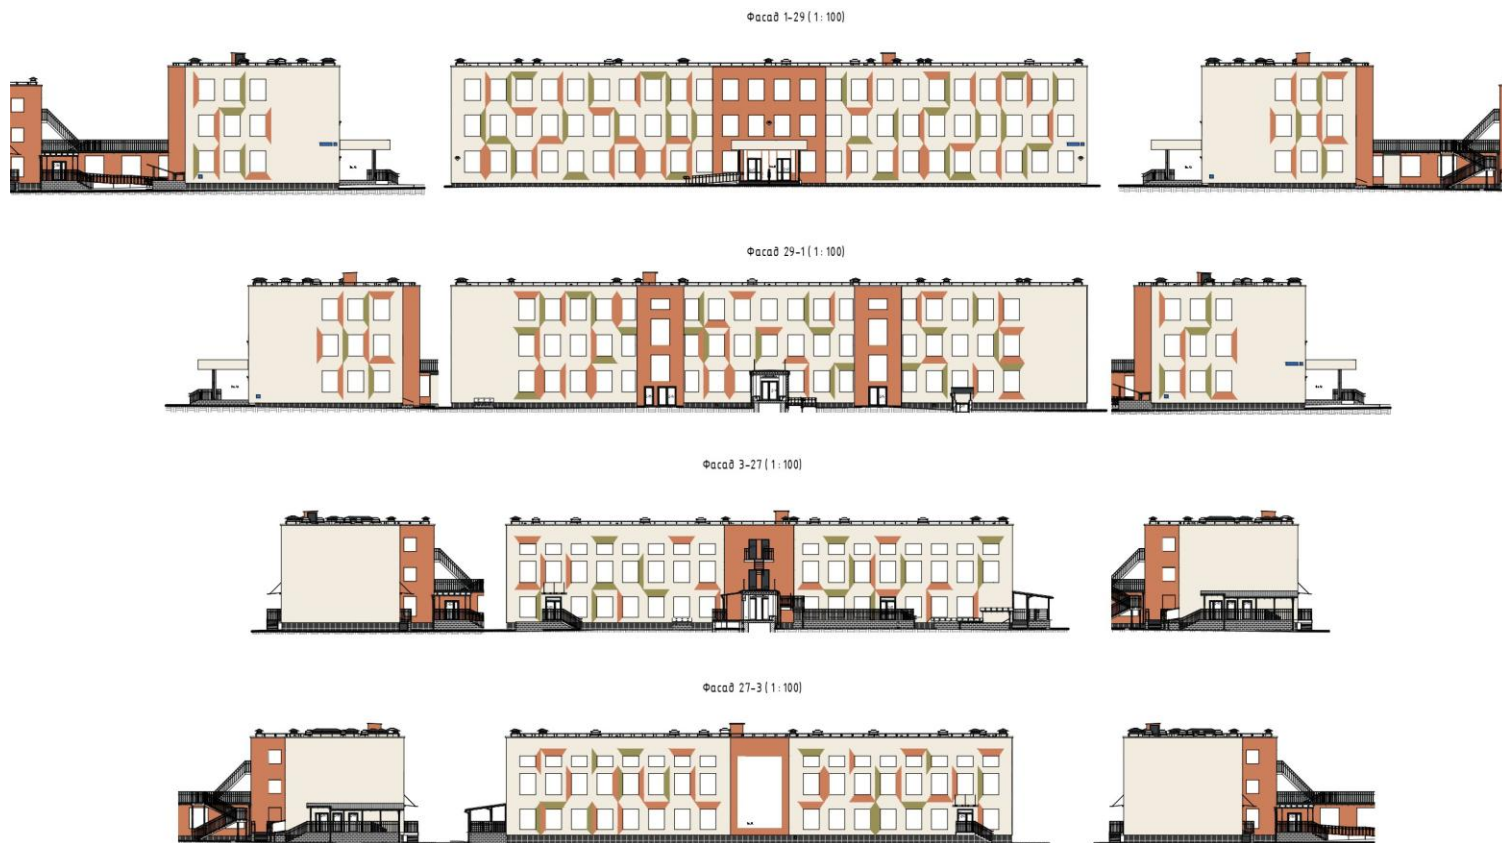 Фасад 1-29 (1 : 100)
Фасад 29-1 (1 : 100)
Фасад 3-27 (1 : 100)
Фасад 27-3 (1 : 100)